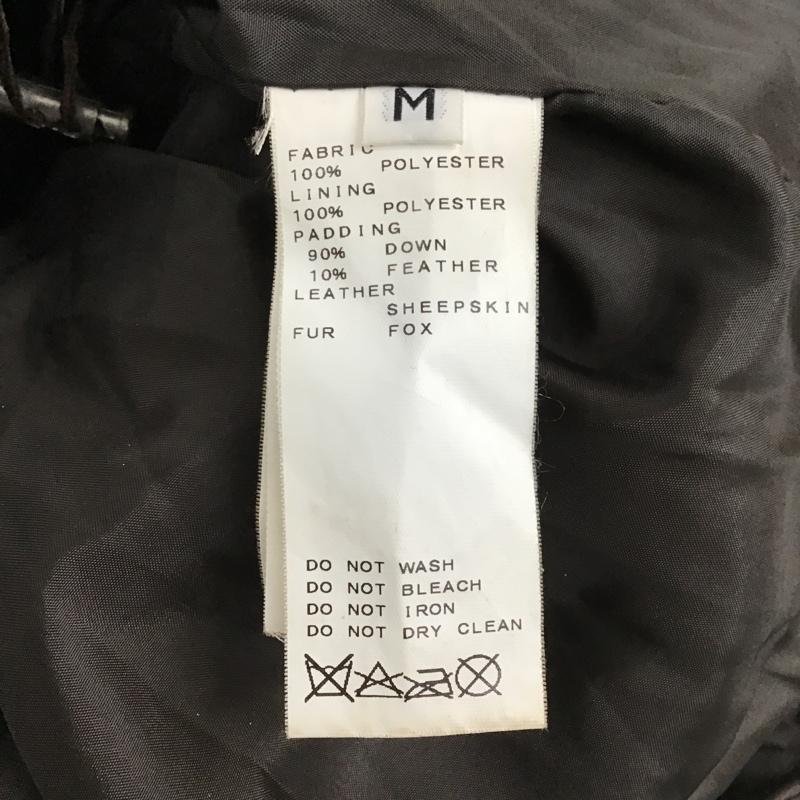 M
FABRIC
100% POLYESTER
LINING
100% POLYESTER
PADDING
90% DOWN
10% FEATHER
LEATHER
SHEEPSKIN
FUR FOX
DO NOT WASH
DO NOT BLEACH
DO NOT IRON
DO NOT DRY CLEAN